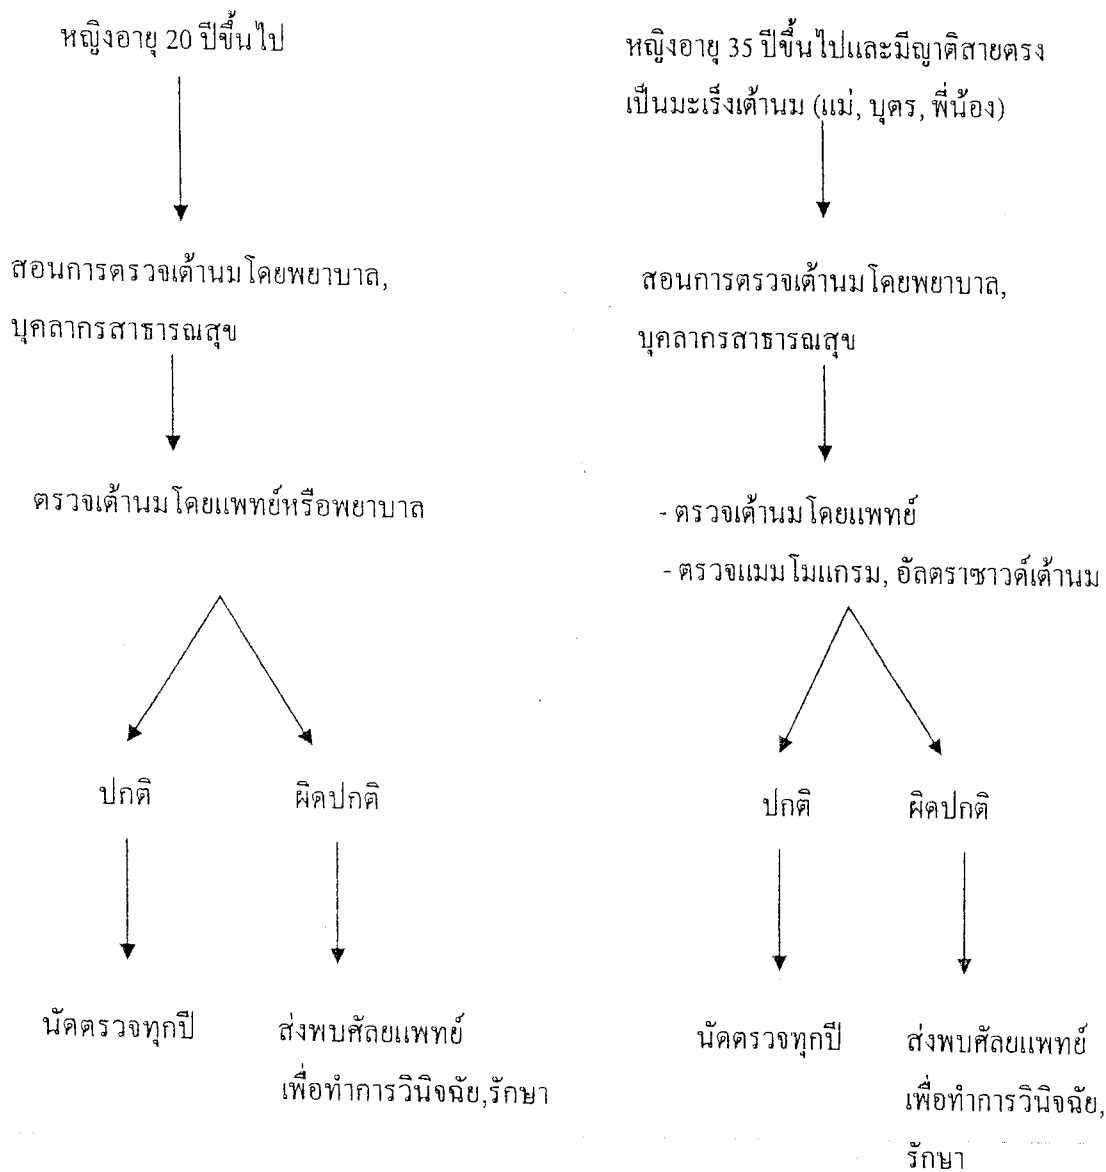 หญิงอายุ 20 ปีขึ้นไป
สอนการตรวจเต้านมโดยพยาบาล,
บุคลากรสาธารณสุข
ตรวจเต้านมโดยแพทย์หรือพยาบาล
ปกติ
ผิดปกติ
นัดตรวจทุกปี
ส่งพบศัลยแพทย์
เพื่อทำการวินิจฉัย,รักษา
หญิงอายุ 35 ปีขึ้นไปและมีญาติสายตรง
เป็นมะเร็งเต้านม (แม่, บุตร, พี่น้อง)
สอนการตรวจเต้านมโดยพยาบาล,
บุคลากรสาธารณสุข
- ตรวจเต้านมโดยแพทย์
- ตรวจแมมโมแกรม, อัลตราซาวด์เต้านม
ปกติ
ผิดปกติ
นัดตรวจทุกปี
ส่งพบศัลยแพทย์
เพื่อทำการวินิจฉัย,
รักษา